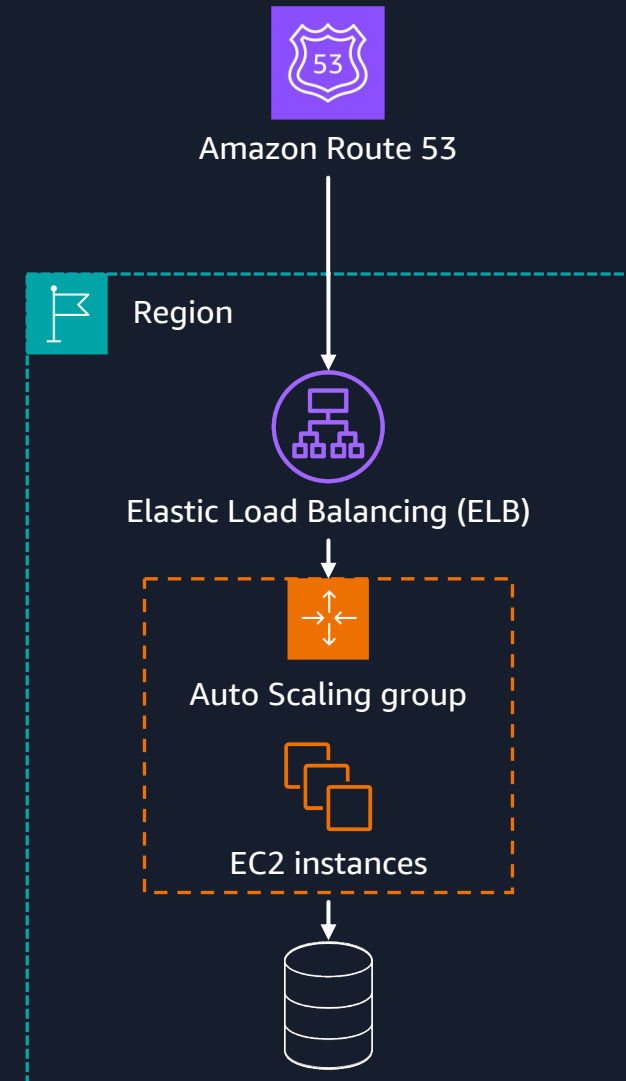 53
Amazon Route 53
Region
Elastic Load Balancing (ELB)
Auto Scaling group
EC2 instances